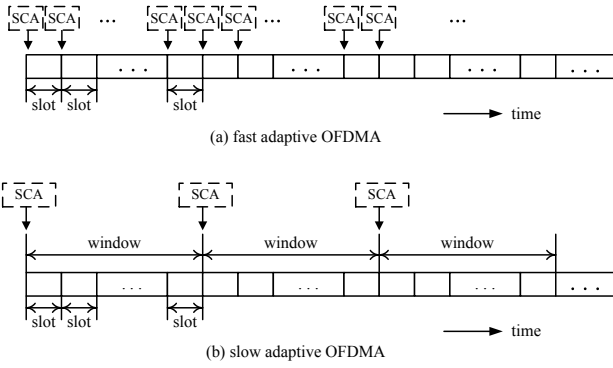 SCA SCA ... SCA SCA SCA ... SCA SCA ...
... ... ... ...
slot slot slot
time
(a) fast adaptive OFDMA
SCA SCA SCA
window window window
... ... ... ...
slot slot slot
time
(b) slow adaptive OFDMA